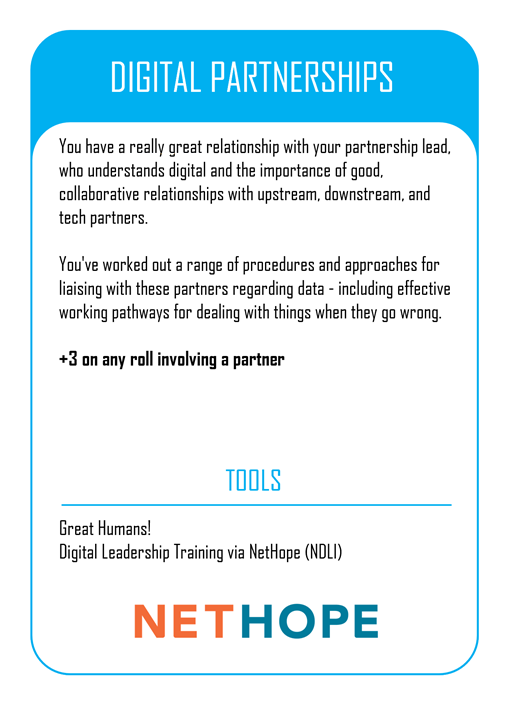 DIGITAL PARTNERSHIPS
You have a really great relationship with your partnership lead,
who understands digital and the importance of good,
collaborative relationships with upstream, downstream, and
tech partners.
You've worked out a range of procedures and approaches for
liaising with these partners regarding data - including effective
working pathways for dealing with things when they go wrong.
+3 on any roll involving a partner
TOOLS
Great Humans!
Digital Leadership Training via NetHope (NDLI)
NETHOPE